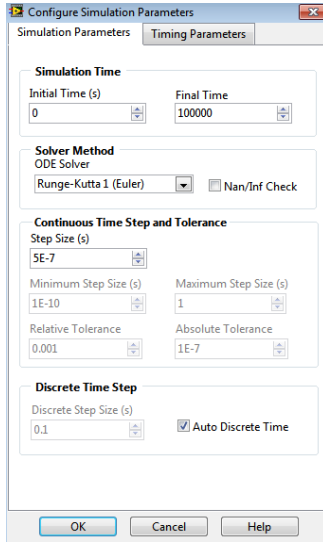 Configure Simulation Parameters
Simulation Parameters Timing Parameters
Simulation Time
Initial Time (s) Final Time
0 100000
Solver Method
ODE Solver
Runge-Kutta 1 (Euler) Nan/Inf Check
Continuous Time Step and Tolerance
Step Size (s)
5E-7
Minimum Step Size (s) Maximum Step Size (s)
1E-10 1
Relative Tolerance Absolute Tolerance
0.001 1E-7
Discrete Time Step
Discrete Step Size (s)
0.1 Auto Discrete Time
OK Cancel Help